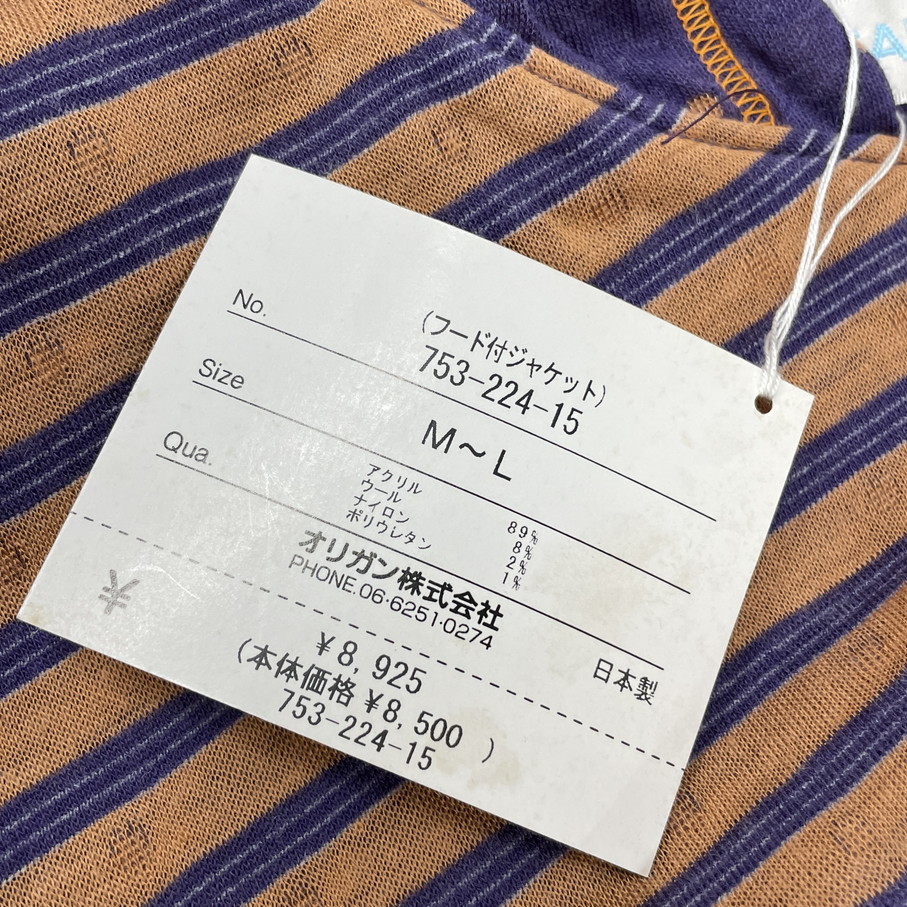 (フード付ジャケット)
No. 753-224-15
Size M～L
Qua. アクリル 89%
ウール 8%
ナイロン 2%
ポリウレタン 1%
オリガン株式会社
PHONE.06·6251·0274
日本製
¥8,925
(本体価格¥8,500 )
753-224-15